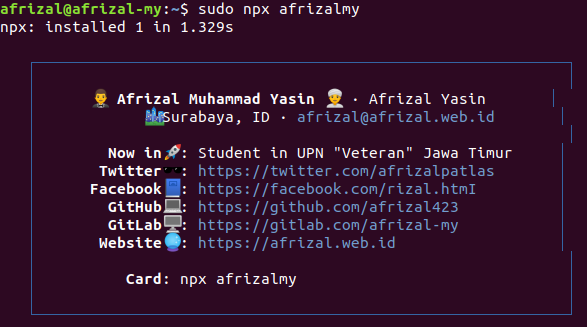 afrizal@afrizal-my:~$ sudo npx afrizalmy
npx: installed 1 in 1.329s
Afrizal Muhammad Yasin · Afrizal Yasin
Surabaya, ID · afrizal@afrizal.web.id
Now in: Student in UPN "Veteran" Jawa Timur
Twitter: https://twitter.com/afrizalpatlas
Facebook: https://facebook.com/rizal.htmI
GitHub: https://github.com/afrizal423
GitLab: https://gitlab.com/afrizal-my
Website: https://afrizal.web.id
Card: npx afrizalmy